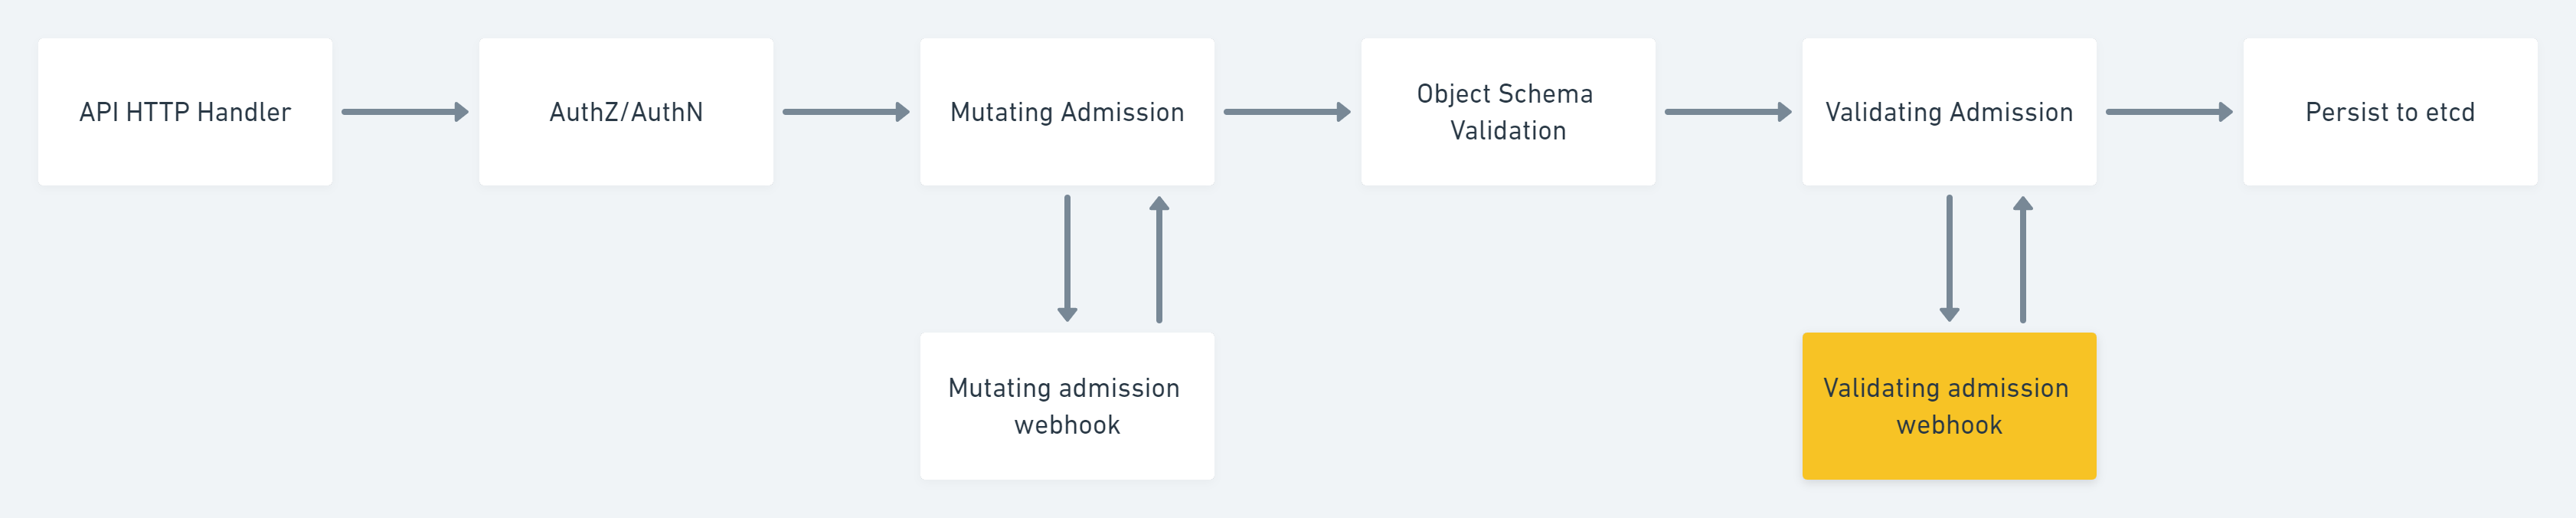 API HTTP Handler
AuthZ/AuthN
Mutating Admission
Object Schema
Validation
Validating Admission
Persist to etcd
Mutating admission
webhook
Validating admission
webhook